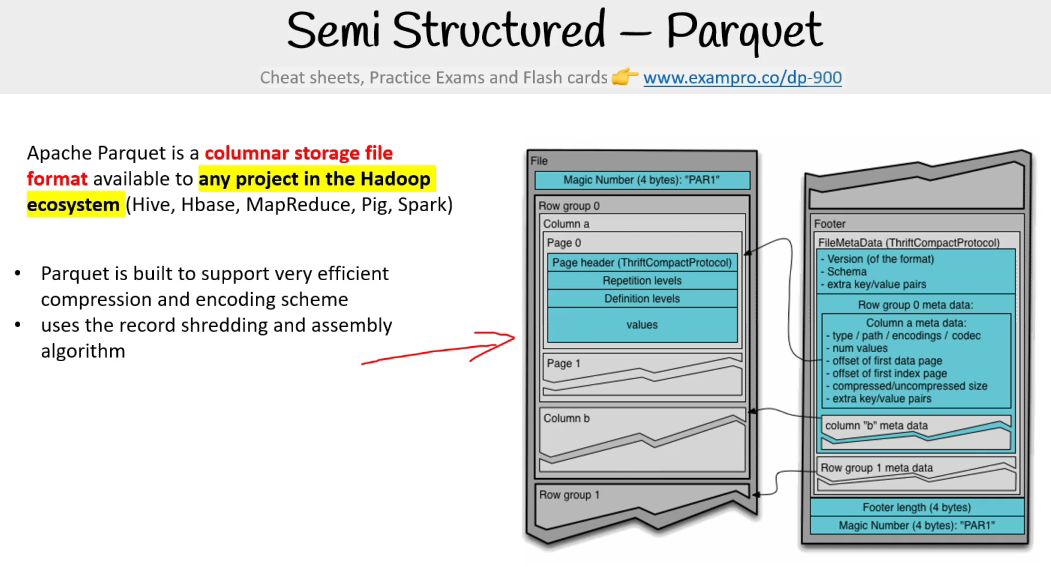 Semi Structured – Parquet
Cheat sheets, Practice Exams and Flash cards 👉 www.exampro.co/dp-900
Apache Parquet is a columnar storage file
format available to any project in the Hadoop
ecosystem (Hive, Hbase, MapReduce, Pig, Spark)
• Parquet is built to support very efficient
compression and encoding scheme
• uses the record shredding and assembly
algorithm
File
Magic Number (4 bytes): "PAR1"
Row group 0
Column a
Page 0
Page header (ThriftCompactProtocol)
Repetition levels
Definition levels
values
Page 1
Column b
Row group 1
Footer
FileMetaData (ThriftCompactProtocol)
- Version (of the format)
- Schema
- extra key/value pairs
Row group 0 meta data:
Column a meta data:
- type / path / encodings / codec
- num values
- offset of first data page
- offset of first index page
- compressed/uncompressed size
- extra key/value pairs
column "b" meta data
Row group 1 meta data
Footer length (4 bytes)
Magic Number (4 bytes): "PAR1"